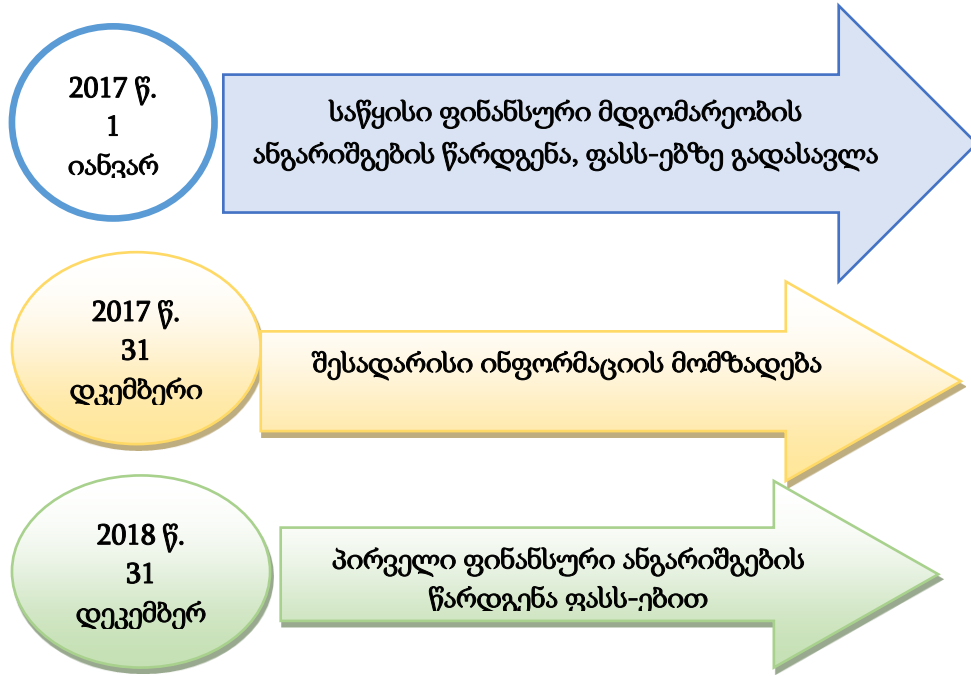 2017 წ.
1
იანვარ
საწყისი ფინანსური მდგომარეობის
ანგარიშგების წარდგენა, ფასს-ებზე გადასავლა
2017 წ.
31
დკემბერი
შესადარისი ინფორმაციის მომზადება
2018 წ.
31
დეკემბერ
პირველი ფინანსური ანგარიშგების
წარდგენა ფასს-ებით